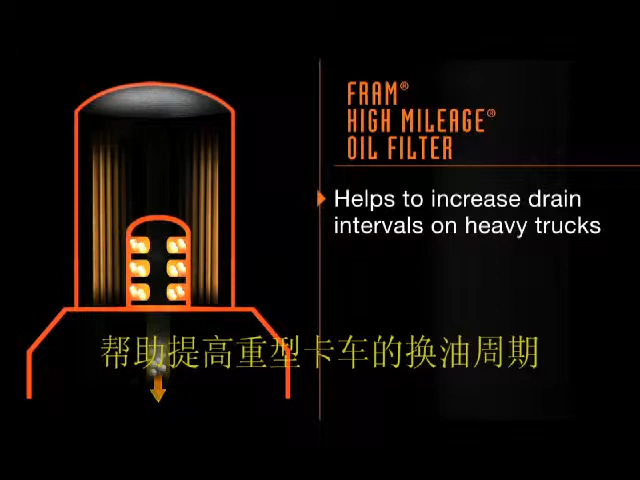 FRAM®
HIGH MILEAGE®
OIL FILTER
Helps to increase drain
intervals on heavy trucks
帮助提高重型卡车的换油周期